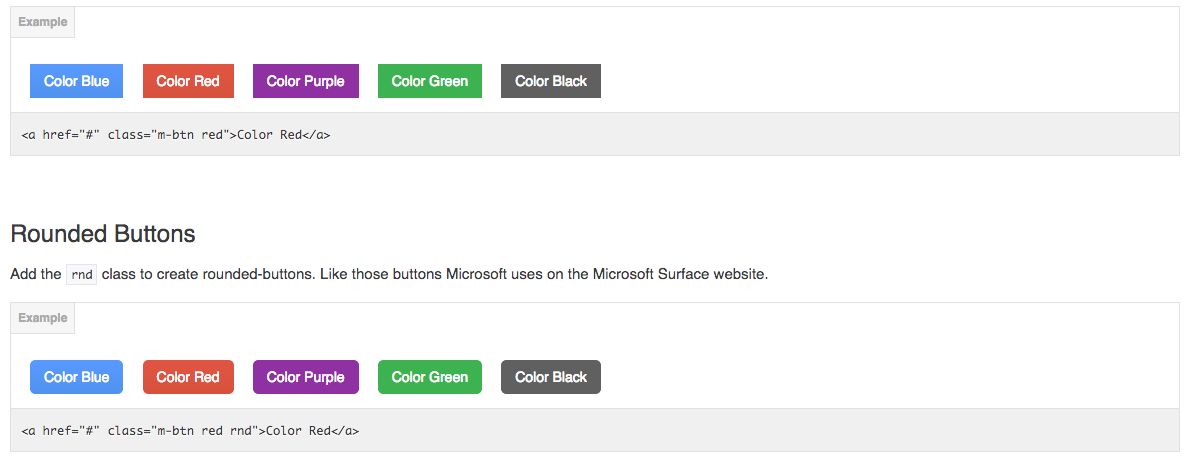 Example
Color Blue Color Red Color Purple Color Green Color Black
<a href="#" class="m-btn red">Color Red</a>
Rounded Buttons
Add the rnd class to create rounded-buttons. Like those buttons Microsoft uses on the Microsoft Surface website.
Example
Color Blue Color Red Color Purple Color Green Color Black
<a href="#" class="m-btn red rnd">Color Red</a>